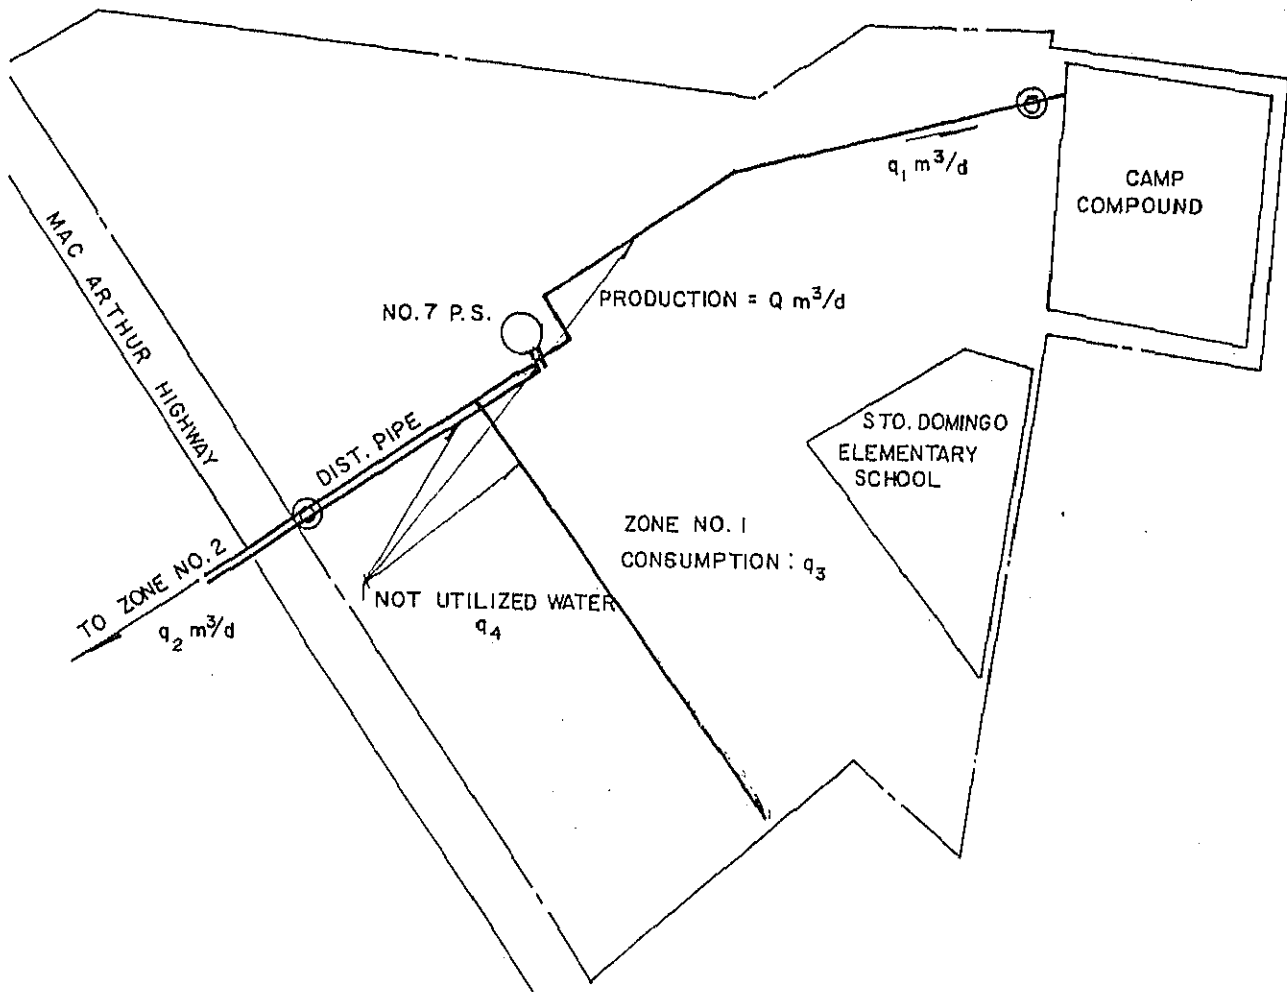 q₁ m³/d
CAMP
COMPOUND
MAC ARTHUR HIGHWAY
NO. 7 P.S.
PRODUCTION = Q m³/d
DIST. PIPE
STO. DOMINGO
ELEMENTARY
SCHOOL
ZONE NO. 1
CONSUMPTION : q₃
TO ZONE NO. 2
q₂ m³/d
NOT UTILIZED WATER
q₄